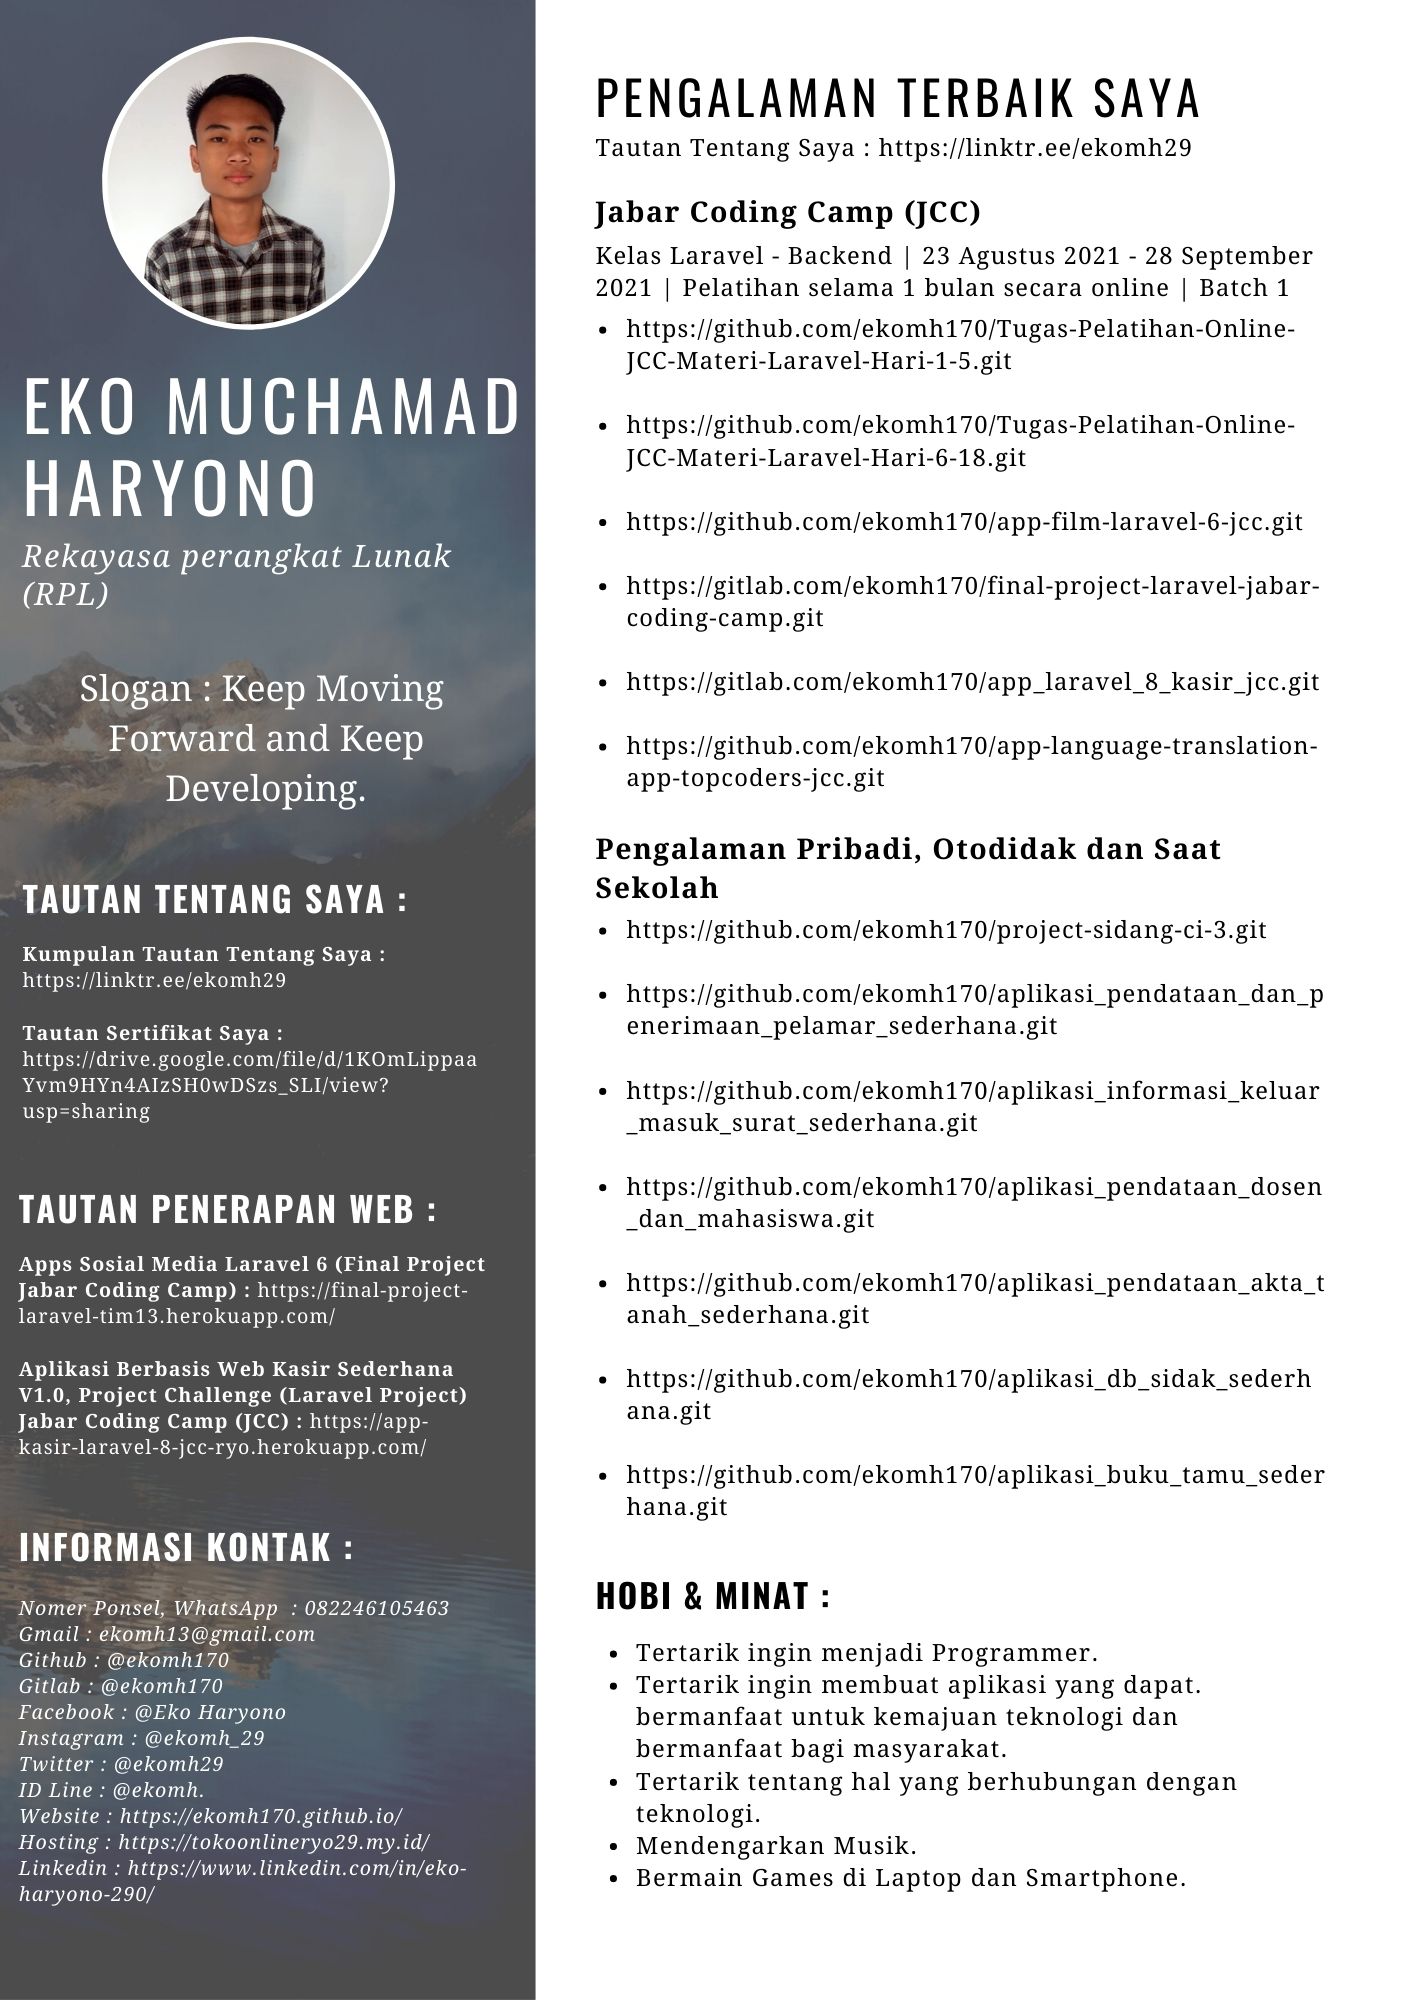 EKO MUCHAMAD
HARYONO
Rekayasa perangkat Lunak
(RPL)
Slogan : Keep Moving
Forward and Keep
Developing.
TAUTAN TENTANG SAYA :
Kumpulan Tautan Tentang Saya :
https://linktr.ee/ekomh29
Tautan Sertifikat Saya :
https://drive.google.com/file/d/1KOmLippaa
Yvm9HYn4AIzSH0wDSzs_SLI/view?
usp=sharing
TAUTAN PENERAPAN WEB :
Apps Sosial Media Laravel 6 (Final Project
Jabar Coding Camp) : https://final-project-
laravel-tim13.herokuapp.com/
Aplikasi Berbasis Web Kasir Sederhana
V1.0, Project Challenge (Laravel Project)
Jabar Coding Camp (JCC) : https://app-
kasir-laravel-8-jcc-ryo.herokuapp.com/
INFORMASI KONTAK :
Nomer Ponsel, WhatsApp  : 082246105463
Gmail : ekomh13@gmail.com
Github : @ekomh170
Gitlab : @ekomh170
Facebook : @Eko Haryono
Instagram : @ekomh_29
Twitter : @ekomh29
ID Line : @ekomh.
Website : https://ekomh170.github.io/
Hosting : https://tokoonlineryo29.my.id/
Linkedin : https://www.linkedin.com/in/eko-
haryono-290/
PENGALAMAN TERBAIK SAYA
Tautan Tentang Saya : https://linktr.ee/ekomh29
Jabar Coding Camp (JCC)
Kelas Laravel - Backend | 23 Agustus 2021 - 28 September
2021 | Pelatihan selama 1 bulan secara online | Batch 1
• https://github.com/ekomh170/Tugas-Pelatihan-Online-
JCC-Materi-Laravel-Hari-1-5.git
• https://github.com/ekomh170/Tugas-Pelatihan-Online-
JCC-Materi-Laravel-Hari-6-18.git
• https://github.com/ekomh170/app-film-laravel-6-jcc.git
• https://gitlab.com/ekomh170/final-project-laravel-jabar-
coding-camp.git
• https://gitlab.com/ekomh170/app_laravel_8_kasir_jcc.git
• https://github.com/ekomh170/app-language-translation-
app-topcoders-jcc.git
Pengalaman Pribadi, Otodidak dan Saat
Sekolah
• https://github.com/ekomh170/project-sidang-ci-3.git
• https://github.com/ekomh170/aplikasi_pendataan_dan_p
enerimaan_pelamar_sederhana.git
• https://github.com/ekomh170/aplikasi_informasi_keluar
_masuk_surat_sederhana.git
• https://github.com/ekomh170/aplikasi_pendataan_dosen
_dan_mahasiswa.git
• https://github.com/ekomh170/aplikasi_pendataan_akta_t
anah_sederhana.git
• https://github.com/ekomh170/aplikasi_db_sidak_sederh
ana.git
• https://github.com/ekomh170/aplikasi_buku_tamu_seder
hana.git
HOBI & MINAT :
• Tertarik ingin menjadi Programmer.
• Tertarik ingin membuat aplikasi yang dapat.
bermanfaat untuk kemajuan teknologi dan
bermanfaat bagi masyarakat.
• Tertarik tentang hal yang berhubungan dengan
teknologi.
• Mendengarkan Musik.
• Bermain Games di Laptop dan Smartphone.